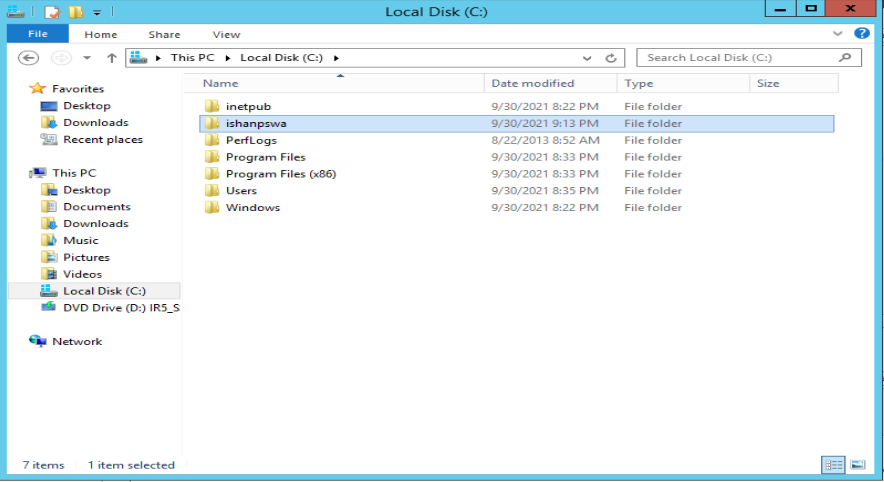 Local Disk (C:)
File Home Share View
This PC Local Disk (C:) Search Local Disk (C:)
Name Date modified Type Size
Favorites
Desktop
Downloads
Recent places
This PC
Desktop
Documents
Downloads
Music
Pictures
Videos
Local Disk (C:)
DVD Drive (D:) IR5_S
Network
inetpub 9/30/2021 8:22 PM File folder
ishanpswa 9/30/2021 9:13 PM File folder
PerfLogs 8/22/2013 8:52 AM File folder
Program Files 9/30/2021 8:33 PM File folder
Program Files (x86) 9/30/2021 8:33 PM File folder
Users 9/30/2021 8:35 PM File folder
Windows 9/30/2021 8:22 PM File folder
7 items 1 item selected